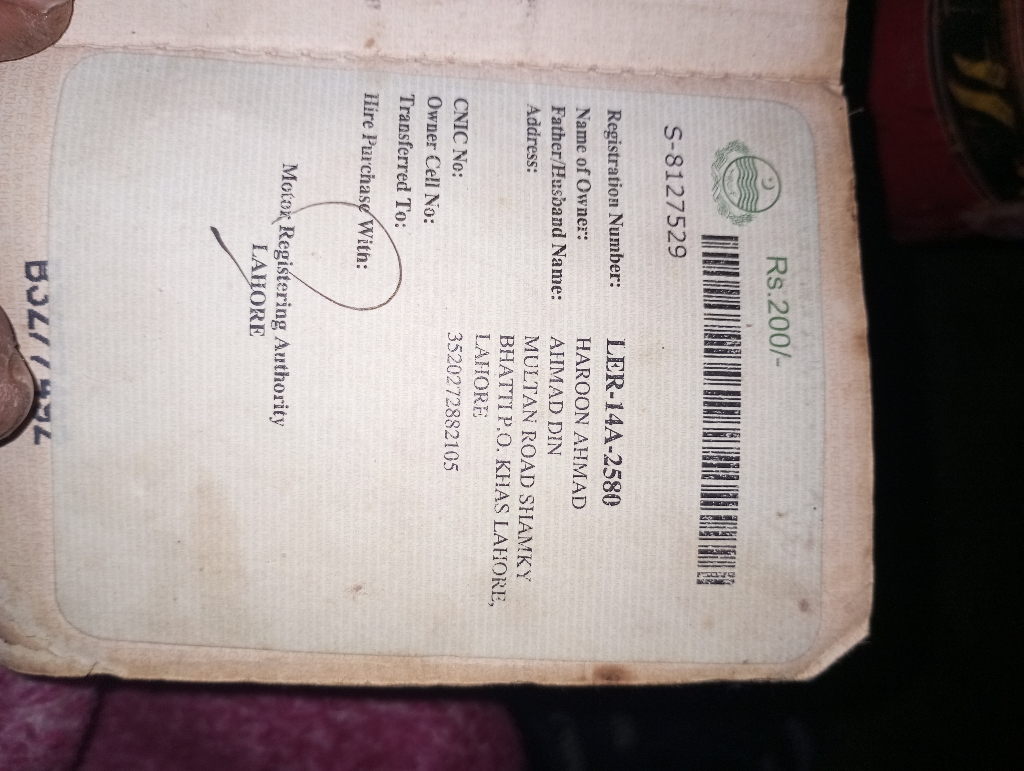 Rs.200/-
S-8127529
Registration Number: LER-14A-2580
Name of Owner: HAROON AHMAD
Father/Husband Name: AHMAD DIN
Address: MULTAN ROAD SHAMKY
BHATTI P.O. KHAS LAHORE,
LAHORE
CNIC No: 3520272882105
Owner Cell No:
Transferred To:
Hire Purchase With:
Motor Registering Authority
LAHORE